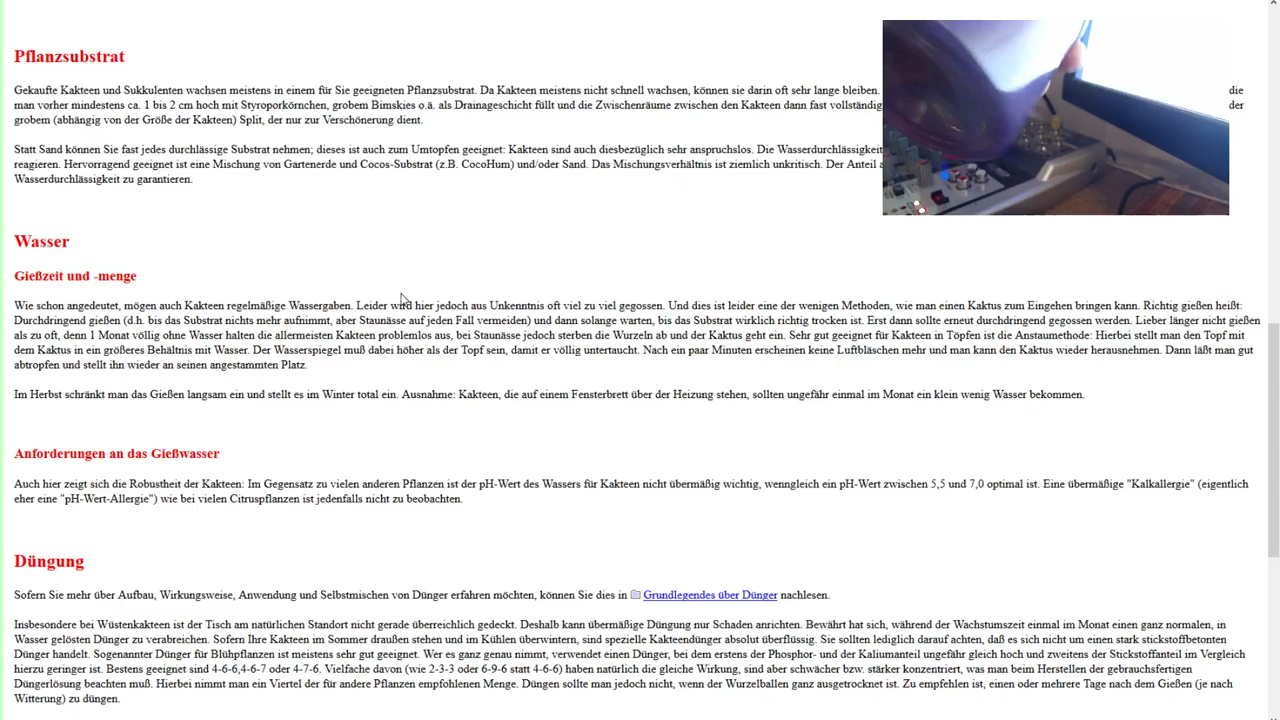 Pflanzsubstrat
Gekaufte Kakteen und Sukkulenten wachsen meistens in einem für Sie geeigneten Pflanzsubstrat. Da Kakteen meistens nicht schnell wachsen, können sie darin oft sehr lange bleiben. die
man vorher mindestens ca. 1 bis 2 cm hoch mit Styroporkörnchen, grobem Bimskies o.ä. als Drainageschicht füllt und die Zwischenräume zwischen den Kakteen dann fast vollständig der
grobem (abhängig von der Größe der Kakteen) Split, der nur zur Verschönerung dient.
Statt Sand können Sie fast jedes durchlässige Substrat nehmen; dieses ist auch zum Umtopfen geeignet: Kakteen sind auch diesbezüglich sehr anspruchslos. Die Wasserdurchlässigkeit
reagieren. Hervorragend geeignet ist eine Mischung von Gartenerde und Cocos-Substrat (z.B. CocoHum) und/oder Sand. Das Mischungsverhältnis ist ziemlich unkritisch. Der Anteil
Wasserdurchlässigkeit zu garantieren.
Wasser
Gießzeit und -menge
Wie schon angedeutet, mögen auch Kakteen regelmäßige Wassergaben. Leider wird hier jedoch aus Unkenntnis oft viel zu viel gegossen. Und dies ist leider eine der wenigen Methoden, wie man einen Kaktus zum Eingehen bringen kann. Richtig gießen heißt:
Durchdringend gießen (d.h. bis das Substrat nichts mehr aufnimmt, aber Staunässe auf jeden Fall vermeiden) und dann solange warten, bis das Substrat wirklich richtig trocken ist. Erst dann sollte erneut durchdringend gegossen werden. Lieber länger nicht gießen
als zu oft, denn 1 Monat völlig ohne Wasser halten die allermeisten Kakteen problemlos aus, bei Staunässe jedoch sterben die Wurzeln ab und der Kaktus geht ein. Sehr gut geeignet für Kakteen in Töpfen ist die Anstaumethode: Hierbei stellt man den Topf mit
dem Kaktus in ein größeres Behältnis mit Wasser. Der Wasserspiegel muß dabei höher als der Topf sein, damit er völlig untertaucht. Nach ein paar Minuten erscheinen keine Luftbläschen mehr und man kann den Kaktus wieder herausnehmen. Dann läßt man gut
abtropfen und stellt ihn wieder an seinen angestammten Platz.
Im Herbst schränkt man das Gießen langsam ein und stellt es im Winter total ein. Ausnahme: Kakteen, die auf einem Fensterbrett über der Heizung stehen, sollten ungefähr einmal im Monat ein klein wenig Wasser bekommen.
Anforderungen an das Gießwasser
Auch hier zeigt sich die Robustheit der Kakteen: Im Gegensatz zu vielen anderen Pflanzen ist der pH-Wert des Wassers für Kakteen nicht übermäßig wichtig, wenngleich ein pH-Wert zwischen 5,5 und 7,0 optimal ist. Eine übermäßige "Kalkallergie" (eigentlich
eher eine "pH-Wert-Allergie") wie bei vielen Citruspflanzen ist jedenfalls nicht zu beobachten.
Düngung
Sofern Sie mehr über Aufbau, Wirkungsweise, Anwendung und Selbstmischen von Dünger erfahren möchten, können Sie dies in Grundlegendes über Dünger nachlesen.
Insbesondere bei Wüstenkakteen ist der Tisch am natürlichen Standort nicht gerade überreichlich gedeckt. Deshalb kann übermäßige Düngung nur Schaden anrichten. Bewährt hat sich, während der Wachstumszeit einmal im Monat einen ganz normalen, in
Wasser gelösten Dünger zu verabreichen. Sofern Ihre Kakteen im Sommer draußen stehen und im Kühlen überwintern, sind spezielle Kakteendünger absolut überflüssig. Sie sollten lediglich darauf achten, daß es sich nicht um einen stark stickstoffbetonten
Dünger handelt. Sogenannter Dünger für Blühpflanzen ist meistens sehr gut geeignet. Wer es ganz genau nimmt, verwendet einen Dünger, bei dem erstens der Phosphor- und der Kaliumanteil ungefähr gleich hoch und zweitens der Stickstoffanteil im Vergleich
hierzu geringer ist. Bestens geeignet sind 4-6-6,4-6-7 oder 4-7-6. Vielfache davon (wie 2-3-3 oder 6-9-6 statt 4-6-6) haben natürlich die gleiche Wirkung, sind aber schwächer bzw. stärker konzentriert, was man beim Herstellen der gebrauchsfertigen
Düngerlösung beachten muß. Hierbei nimmt man ein Viertel der für andere Pflanzen empfohlenen Menge. Düngen sollte man jedoch nicht, wenn der Wurzelballen ganz ausgetrocknet ist. Zu empfehlen ist, einen oder mehrere Tage nach dem Gießen (je nach
Witterung) zu düngen.